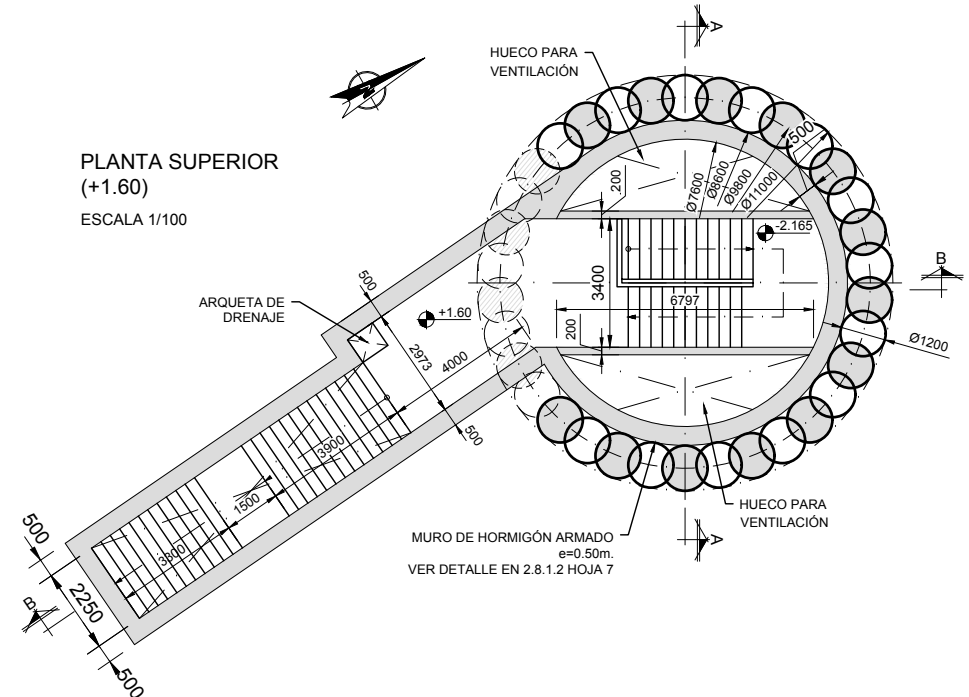 A
HUECO PARA
VENTILACIÓN
N
PLANTA SUPERIOR
(+1.60)
ESCALA 1/100
500
200
Ø7600
Ø8600
Ø9800
Ø11000
-2.165
B
500
ARQUETA DE
DRENAJE
+1.60
3400
6797
2973
4000
200
Ø1200
500
3900
1500
3300
HUECO PARA
VENTILACIÓN
MURO DE HORMIGÓN ARMADO
e=0.50m.
VER DETALLE EN 2.8.1.2 HOJA 7
A
500
2250
B
500